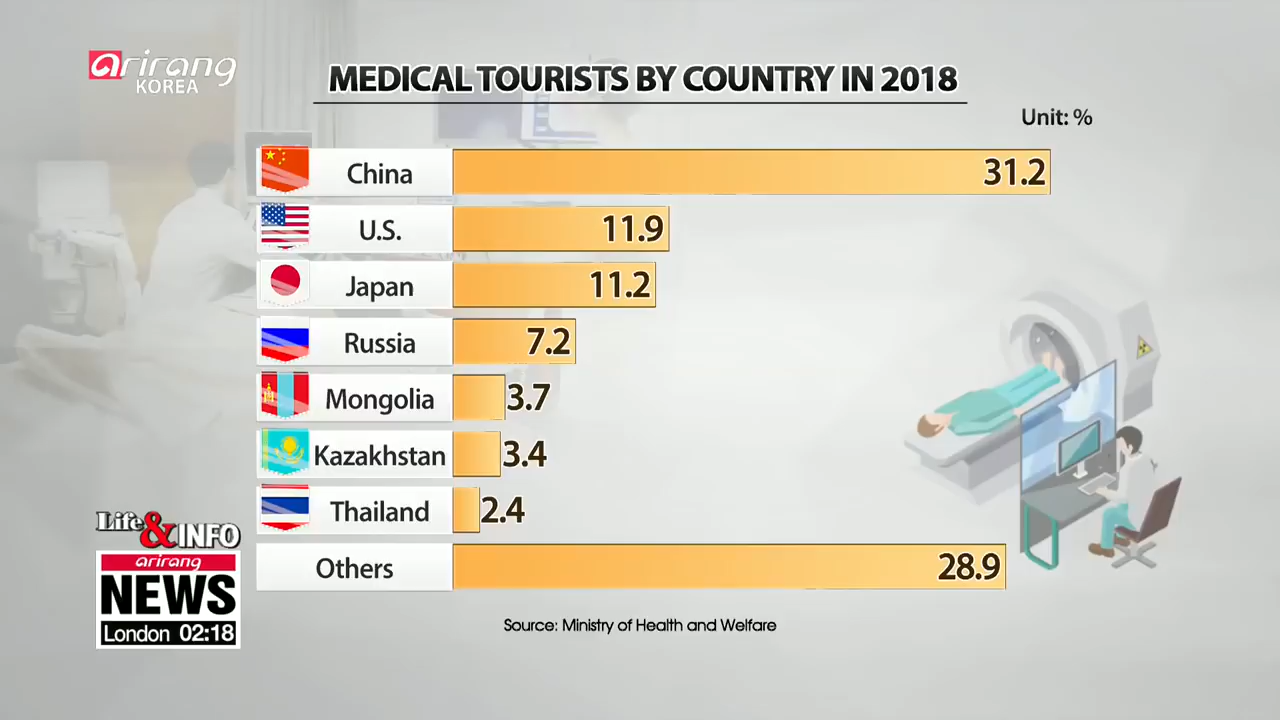 arirang
KOREA
MEDICAL TOURISTS BY COUNTRY IN 2018
Unit: %
China 31.2
U.S. 11.9
Japan 11.2
Russia 7.2
Mongolia 3.7
Kazakhstan 3.4
Thailand 2.4
Others 28.9
Source: Ministry of Health and Welfare
Life & INFO
arirang
NEWS
London 02:18